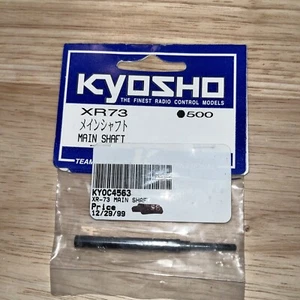 KYOSHO
THE FINEST RADIO CONTROL MODELS
XR73 ●500
メインシャフト
MAIN SHAFT
TEAM
KYOC4563
XR-73 MAIN SHAF
Price
12/29/99